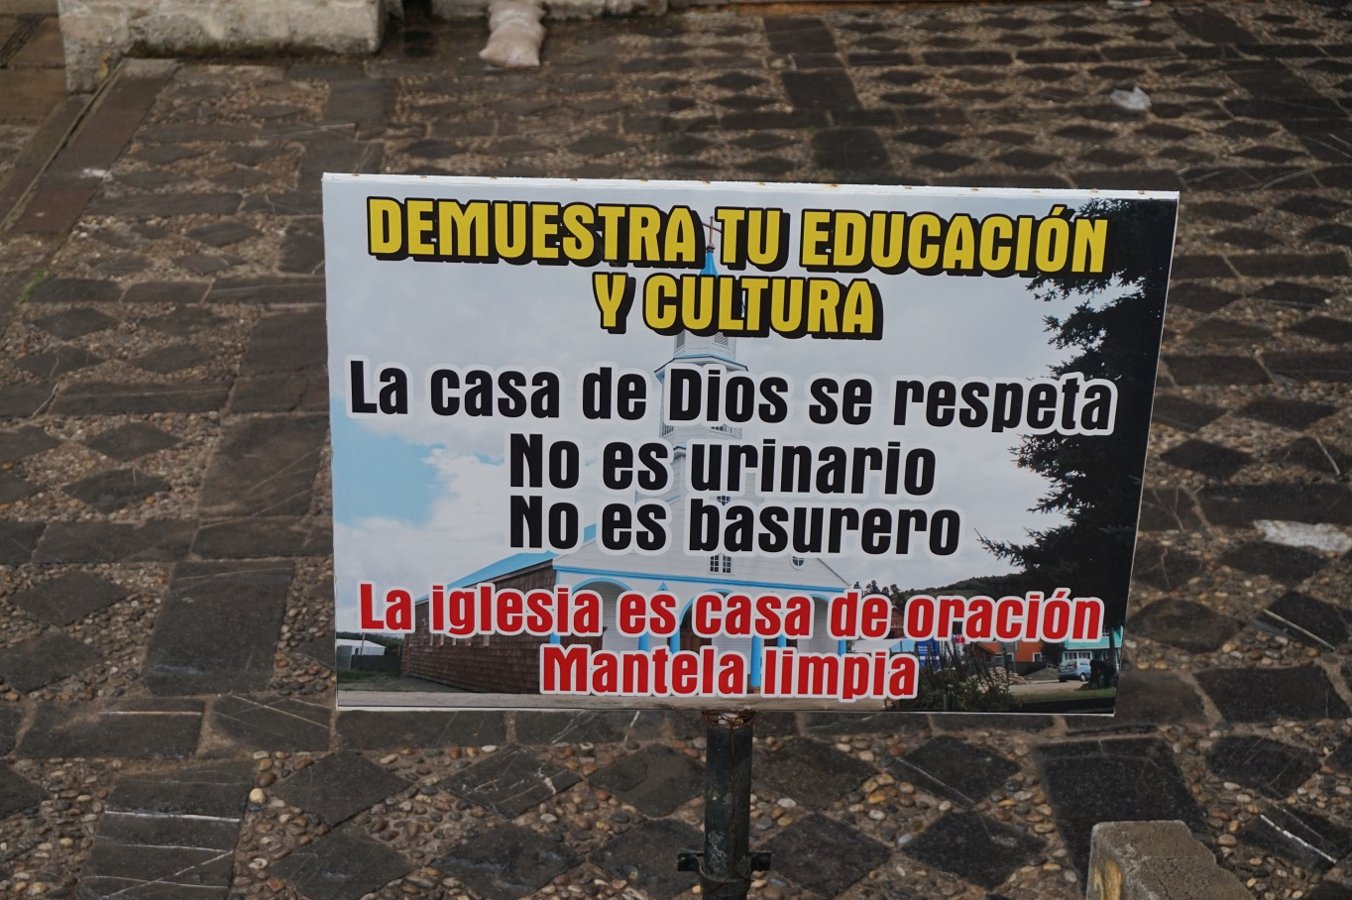 DEMUESTRA TU EDUCACIÓN
Y CULTURA
La casa de Dios se respeta
No es urinario
No es basurero
La iglesia es casa de oración
Mantela limpia